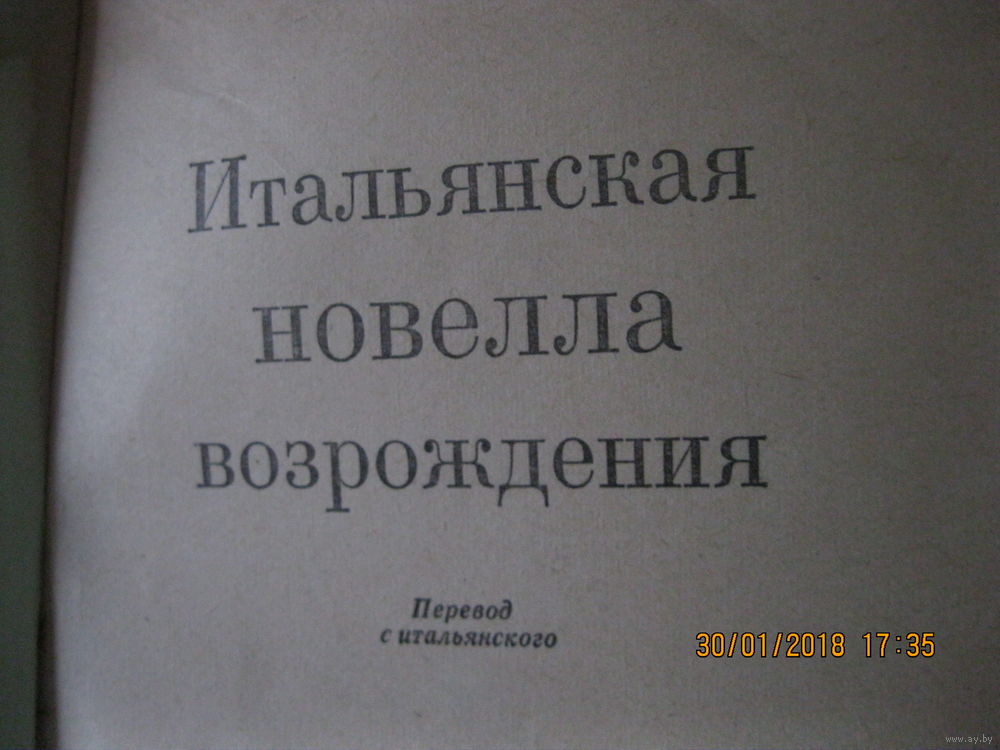 Итальянская
новелла
возрождения
Перевод
с итальянского
30/01/2018 17:35
www.ay.by